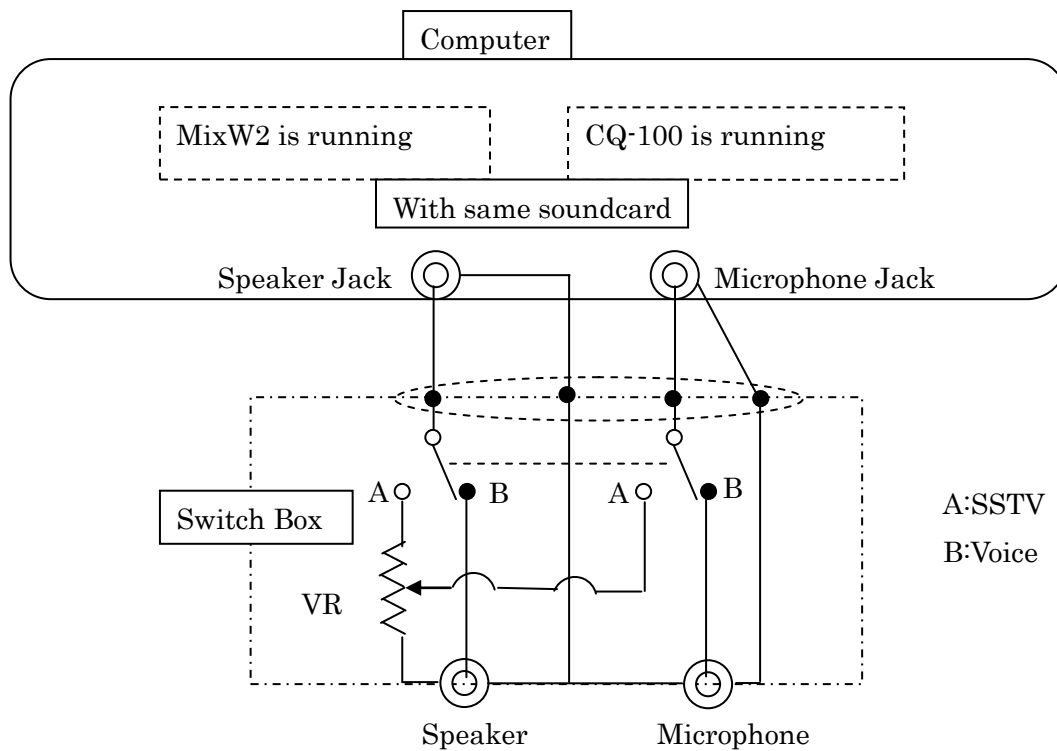 Computer
MixW2 is running
CQ-100 is running
With same soundcard
Speaker Jack
Microphone Jack
A
B
A
B
Switch Box
A:SSTV
B:Voice
VR
Speaker
Microphone